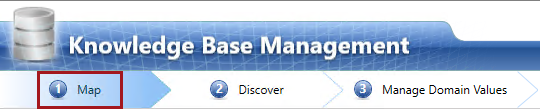 Knowledge Base Management
1 Map 2 Discover 3 Manage Domain Values